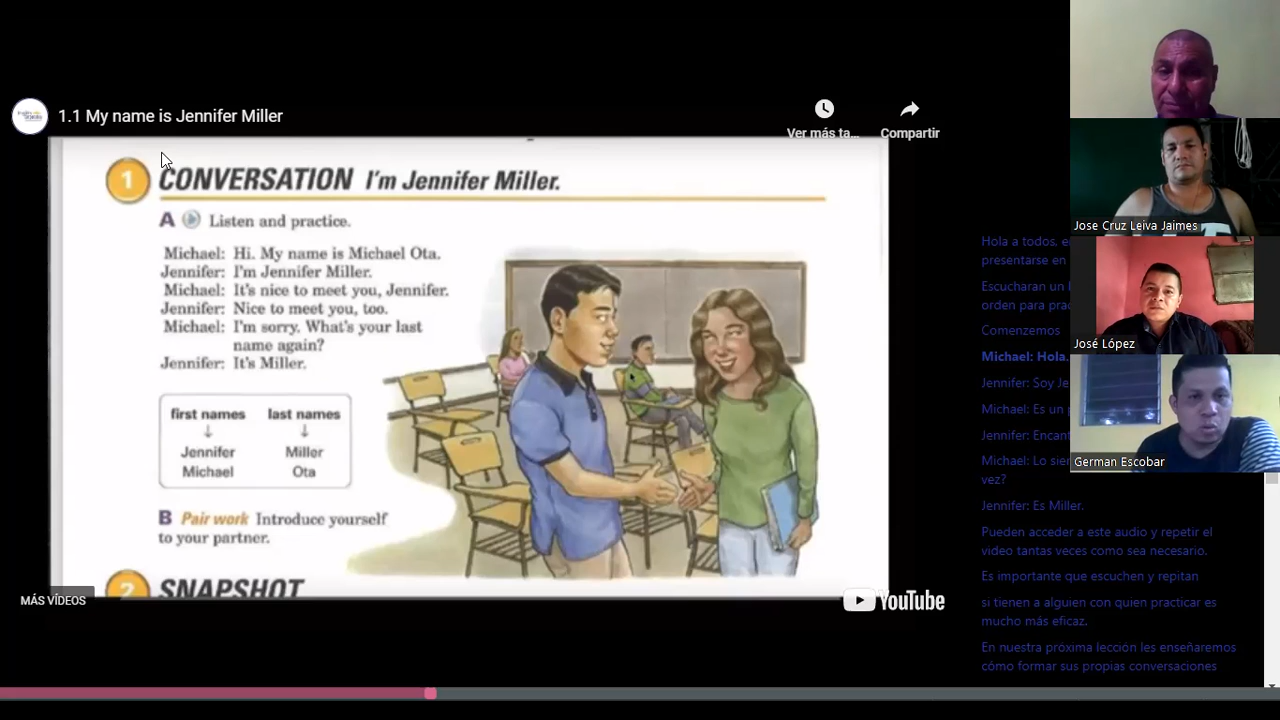 1.1 My name is Jennifer Miller
Ver más ta...
Compartir
1 CONVERSATION I'm Jennifer Miller.
A Listen and practice.
Michael: Hi. My name is Michael Ota.
Jennifer: I'm Jennifer Miller.
Michael: It's nice to meet you, Jennifer.
Jennifer: Nice to meet you, too.
Michael: I'm sorry. What's your last
name again?
Jennifer: It's Miller.
first names last names
↓ ↓
Jennifer Miller
Michael Ota
B Pair work Introduce yourself
to your partner.
2 SNAPSHOT
MÁS VÍDEOS
YouTube
Hola a todos,
presentarse en
Escucharan un
orden para
Comenzemos
Michael: Hola.
Jennifer: Soy
Michael: Es un
Jennifer:
Michael: Lo
vez?
Jennifer: Es Miller.
Pueden acceder a este audio y repetir el
video tantas veces como sea necesario.
Es importante que escuchen y repitan
si tienen a alguien con quien practicar es
mucho más eficaz.
En nuestra próxima lección les enseñaremos
cómo formar sus propias conversaciones
Jose Cruz Leiva Jaimes
José López
German Escobar